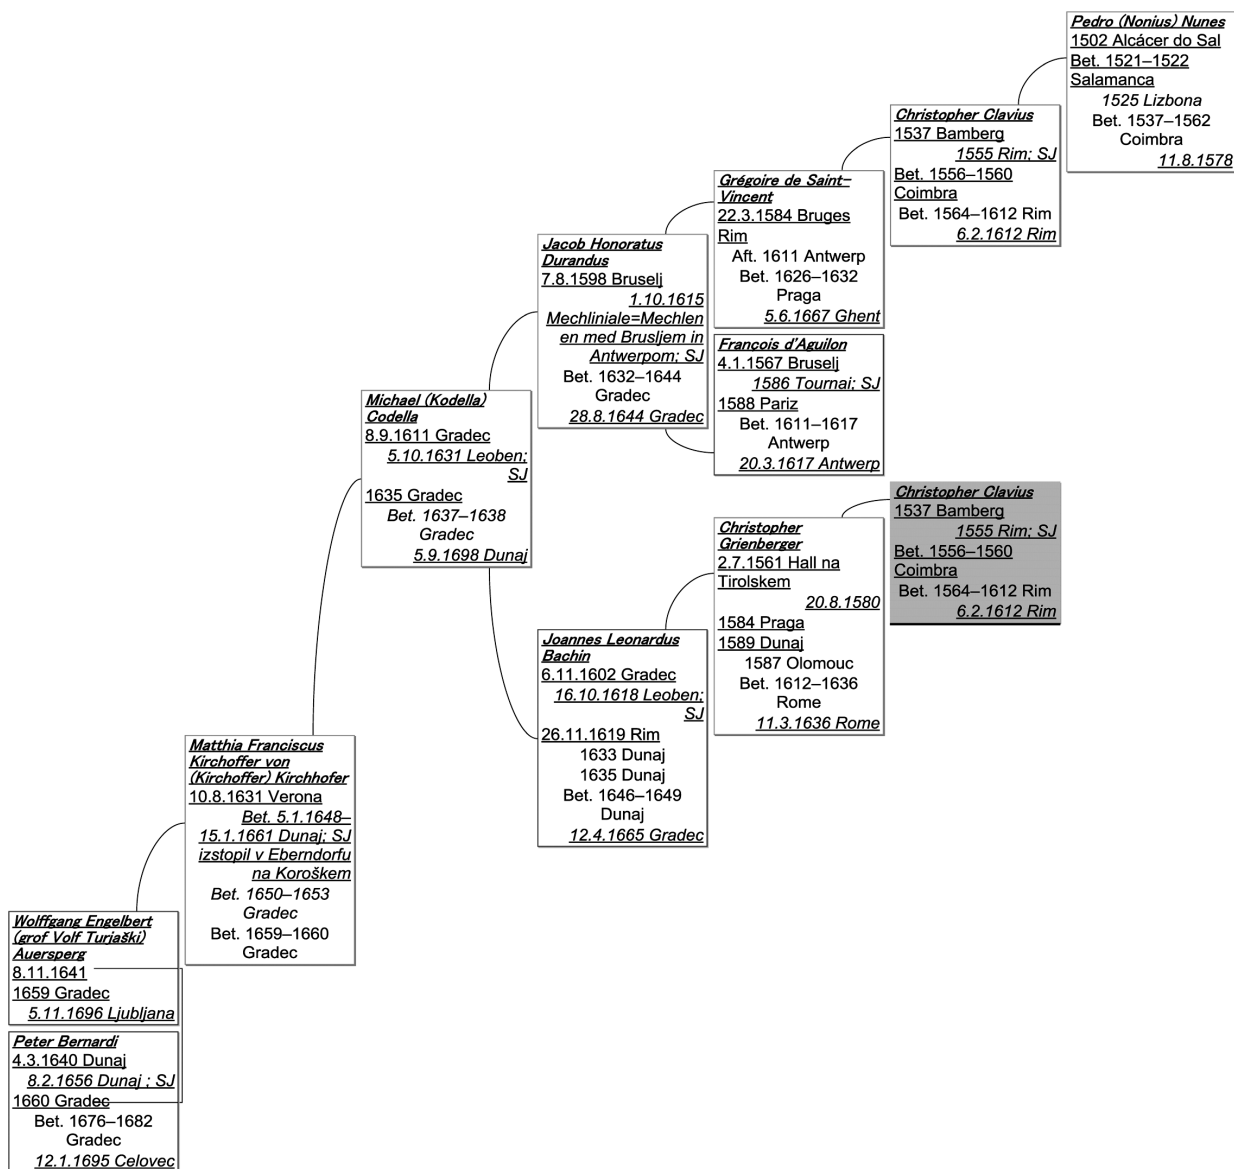 Pedro (Nonius) Nunes
1502 Alcácer do Sal
Bet. 1521–1522
Salamanca
1525 Lizbona
Bet. 1537–1562
Coimbra
11.8.1578
Christopher Clavius
1537 Bamberg
1555 Rim; SJ
Bet. 1556–1560
Coimbra
Bet. 1564–1612 Rim
6.2.1612 Rim
Grégoire de Saint-
Vincent
22.3.1584 Bruges
Rim
Aft. 1611 Antwerp
Bet. 1626–1632
Praga
5.6.1667 Ghent
Jacob Honoratus
Durandus
7.8.1598 Bruselj
1.10.1615
Mechliniale=Mechlen
en med Brusljem in
Antwerpom; SJ
Bet. 1632–1644
Gradec
28.8.1644 Gradec
François d'Aguilon
4.1.1567 Bruselj
1586 Tournai; SJ
1588 Pariz
Bet. 1611–1617
Antwerp
20.3.1617 Antwerp
Michael (Kodella)
Codella
8.9.1611 Gradec
5.10.1631 Leoben;
SJ
1635 Gradec
Bet. 1637–1638
Gradec
5.9.1698 Dunaj
Christopher Clavius
1537 Bamberg
1555 Rim; SJ
Bet. 1556–1560
Coimbra
Bet. 1564–1612 Rim
6.2.1612 Rim
Christopher
Grienberger
2.7.1561 Hall na
Tirolskem
20.8.1580
1584 Praga
1589 Dunaj
1587 Olomouc
Bet. 1612–1636
Rome
11.3.1636 Rome
Joannes Leonardus
Bachin
6.11.1602 Gradec
16.10.1618 Leoben;
SJ
26.11.1619 Rim
1633 Dunaj
1635 Dunaj
Bet. 1646–1649
Dunaj
12.4.1665 Gradec
Matthia Franciscus
Kirchoffer von
(Kirchoffer) Kirchhofer
10.8.1631 Verona
Bet. 5.1.1648–
15.1.1661 Dunaj; SJ
izstopil v Eberndorfu
na Koroškem
Bet. 1650–1653
Gradec
Bet. 1659–1660
Gradec
Wolffgang Engelbert
(grof Volf Turjaški)
Auersperg
8.11.1641
1659 Gradec
5.11.1696 Ljubljana
Peter Bernardi
4.3.1640 Dunaj
8.2.1656 Dunaj ; SJ
1660 Gradec
Bet. 1676–1682
Gradec
12.1.1695 Celovec